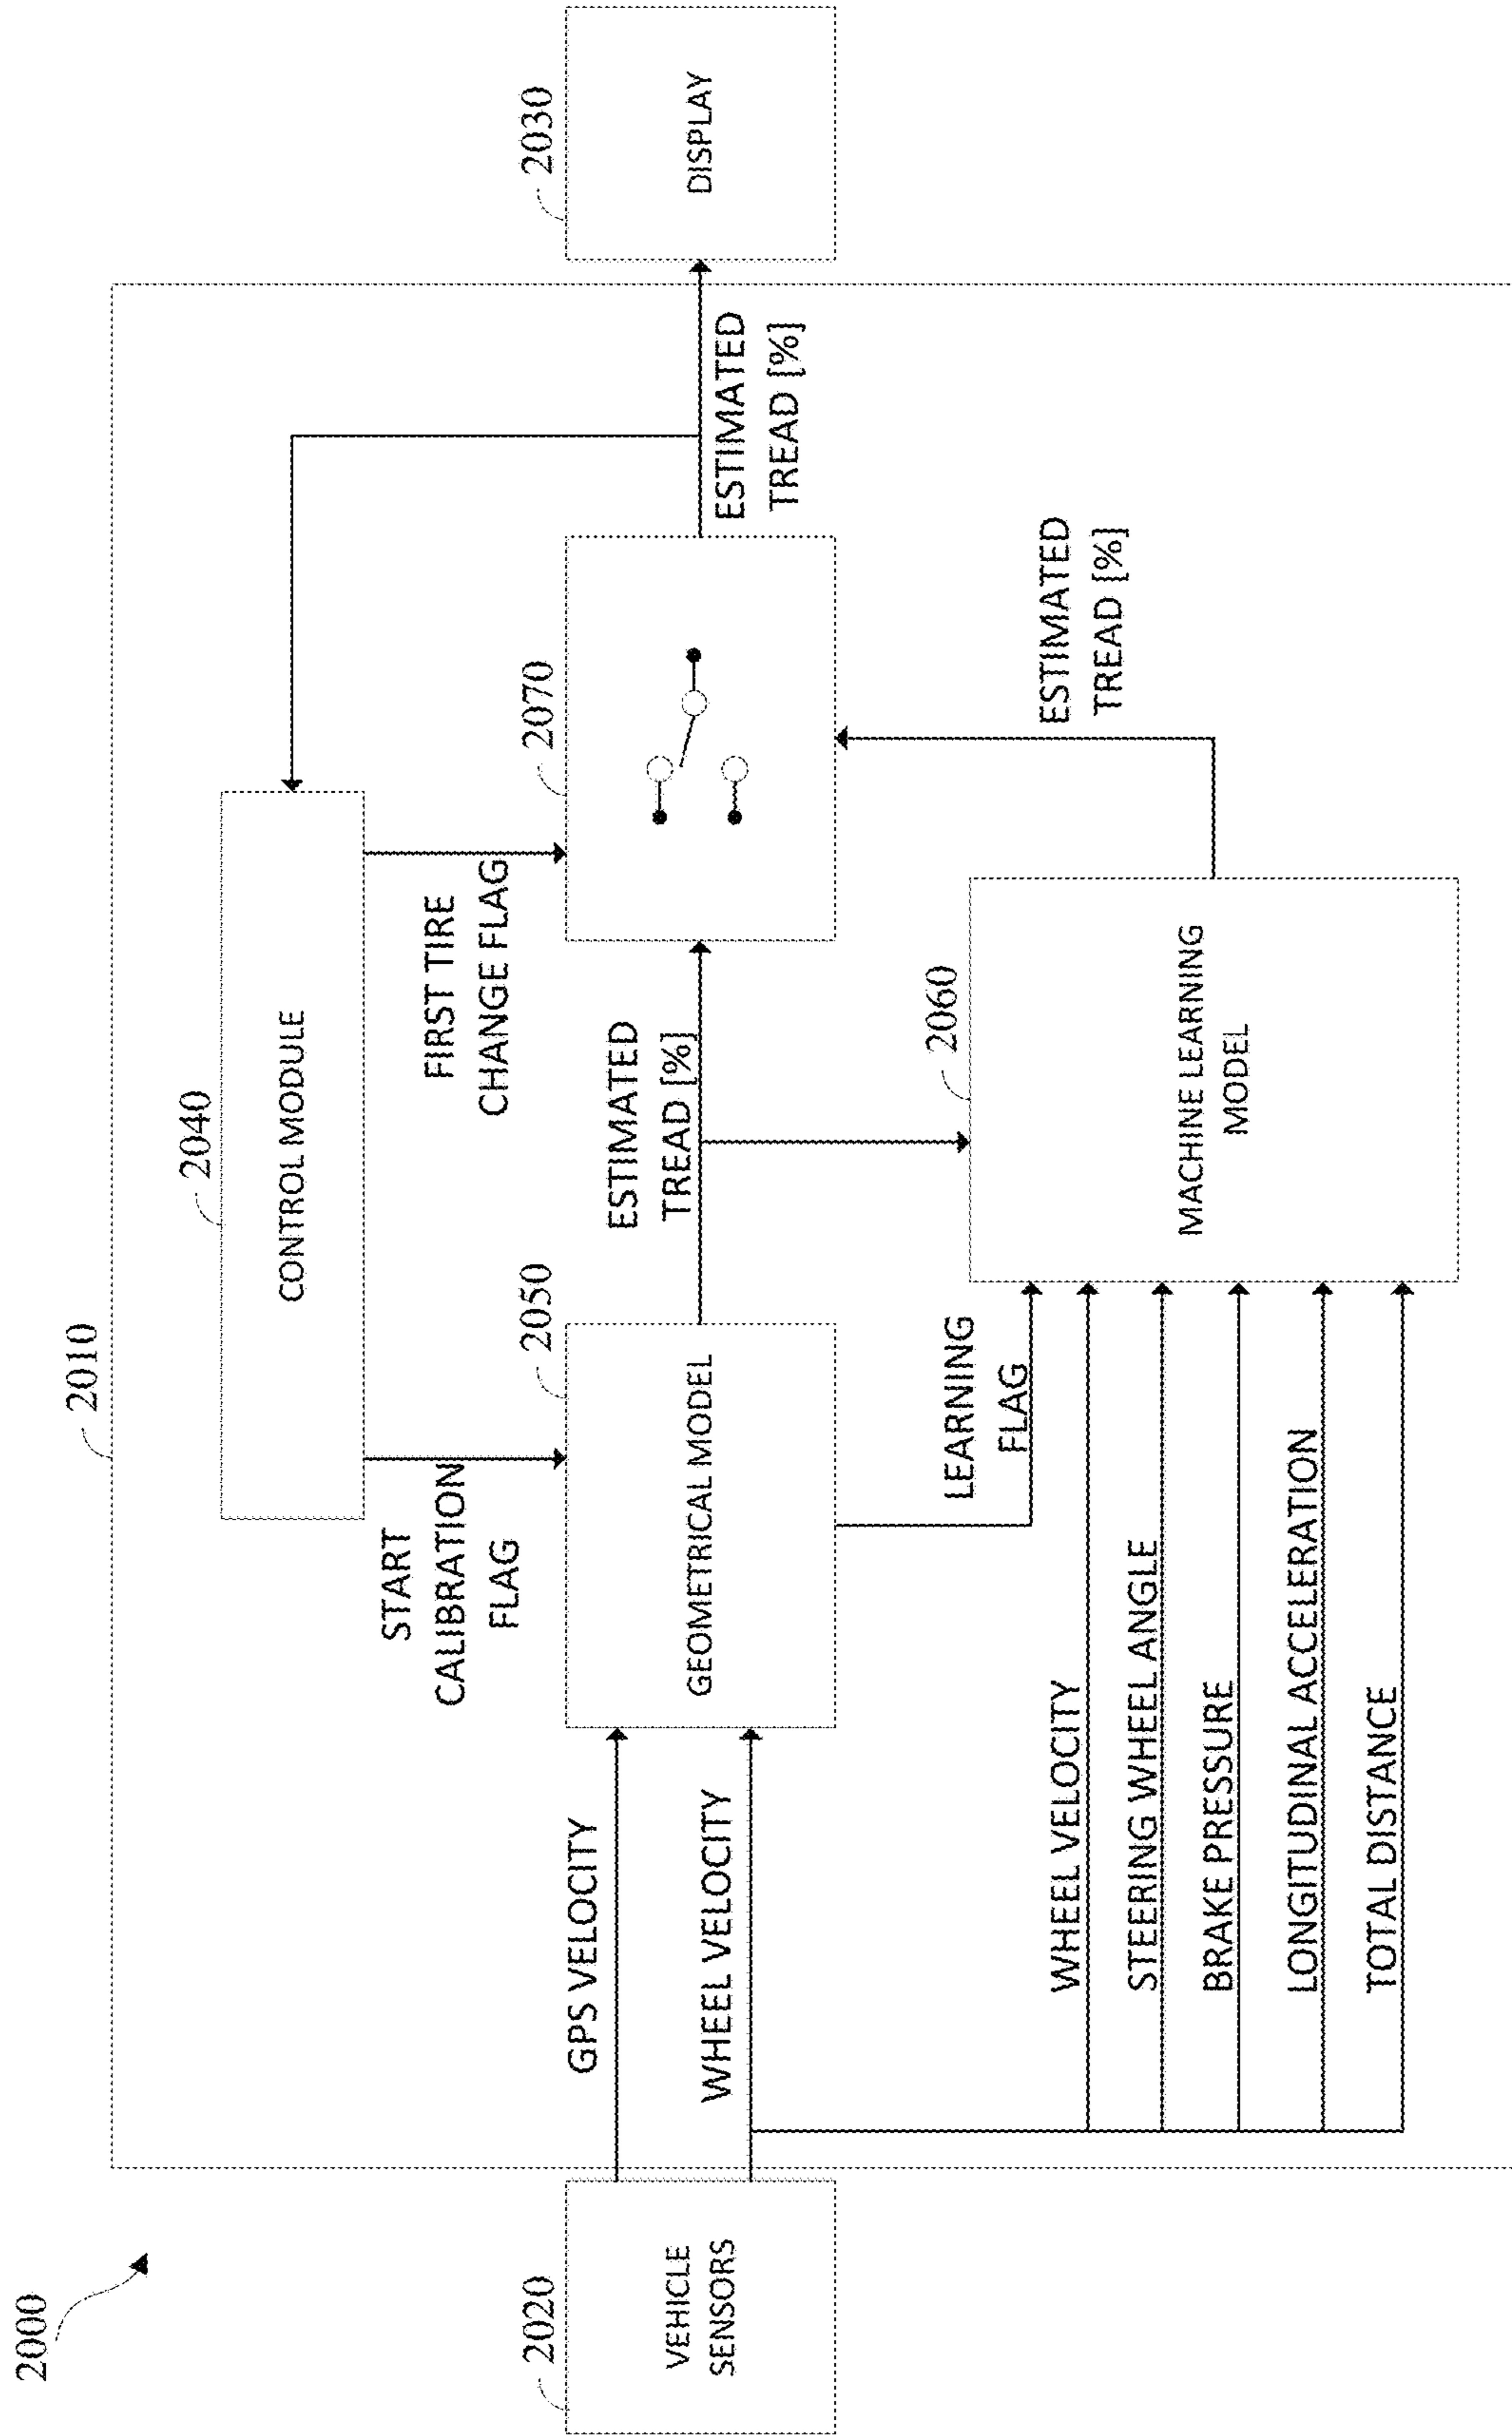 2000
2010
2020
VEHICLE
SENSORS
GPS VELOCITY
WHEEL VELOCITY
2040
CONTROL MODULE
START
CALIBRATION
FLAG
FIRST TIRE
CHANGE FLAG
2050
GEOMETRICAL MODEL
ESTIMATED
TREAD [%]
2070
ESTIMATED
TREAD [%]
2030
DISPLAY
LEARNING
FLAG
WHEEL VELOCITY
STEERING WHEEL ANGLE
BRAKE PRESSURE
LONGITUDINAL ACCELERATION
TOTAL DISTANCE
2060
MACHINE LEARNING
MODEL
ESTIMATED
TREAD [%]